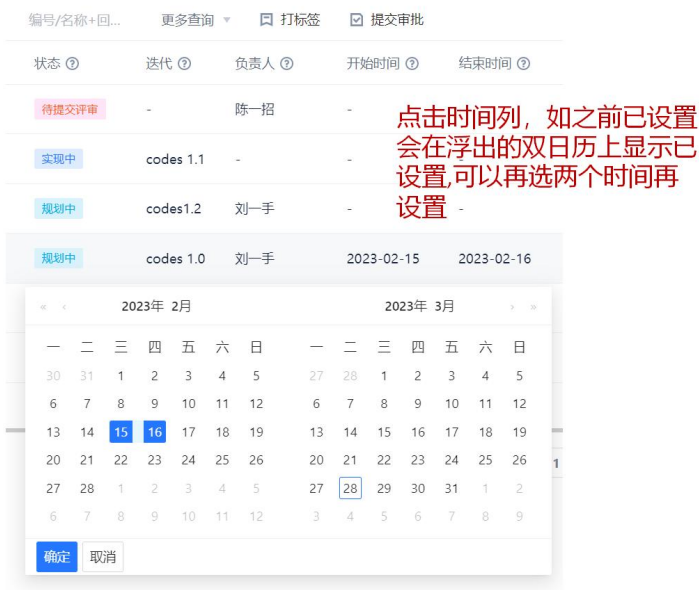 编号/名称+回... 更多查询 打标签 提交审批
状态 迭代 负责人 开始时间 结束时间
待提交评审 - 陈一招 -
实现中 codes 1.1 - -
规划中 codes1.2 刘一手 - -
规划中 codes 1.0 刘一手 2023-02-15 2023-02-16
点击时间列，如之前已设置
会在浮出的双日历上显示已
设置,可以再选两个时间再
设置
« ‹ 2023年 2月 2023年 3月 › »
一 二 三 四 五 六 日 一 二 三 四 五 六 日
30 31 1 2 3 4 5 27 28 1 2 3 4 5
6 7 8 9 10 11 12 6 7 8 9 10 11 12
13 14 15 16 17 18 19 13 14 15 16 17 18 19
20 21 22 23 24 25 26 20 21 22 23 24 25 26
27 28 1 2 3 4 5 27 28 29 30 31 1 2
6 7 8 9 10 11 12 3 4 5 6 7 8 9
1
确定 取消